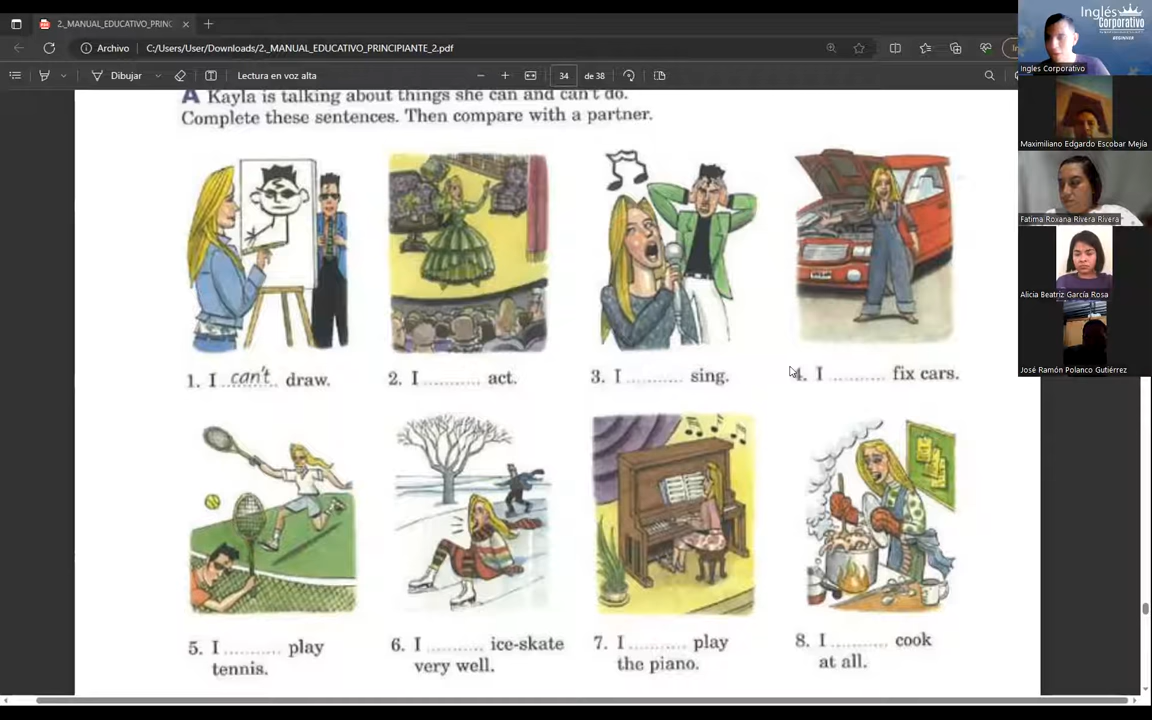 2._MANUAL_EDUCATIVO_PRINC
Archivo
C:/Users/User/Downloads/2._MANUAL_EDUCATIVO_PRINCIPIANTE_2.pdf
Dibujar
Lectura en voz alta
34 de 38
A Kayla is talking about things she can and can't do.
Complete these sentences. Then compare with a partner.
1. I can't draw.
2. I .......... act.
3. I .......... sing.
4. I .......... fix cars.
5. I .......... play
tennis.
6. I .......... ice-skate
very well.
7. I .......... play
the piano.
8. I .......... cook
at all.
Inglés
Corporativo
BEGINNER
Ingles Corporativo
Maximiliano Edgardo Escobar Mejía
Fatima Roxana Rivera Rivera
Alicia Beatriz García Rosa
José Ramón Polanco Gutiérrez